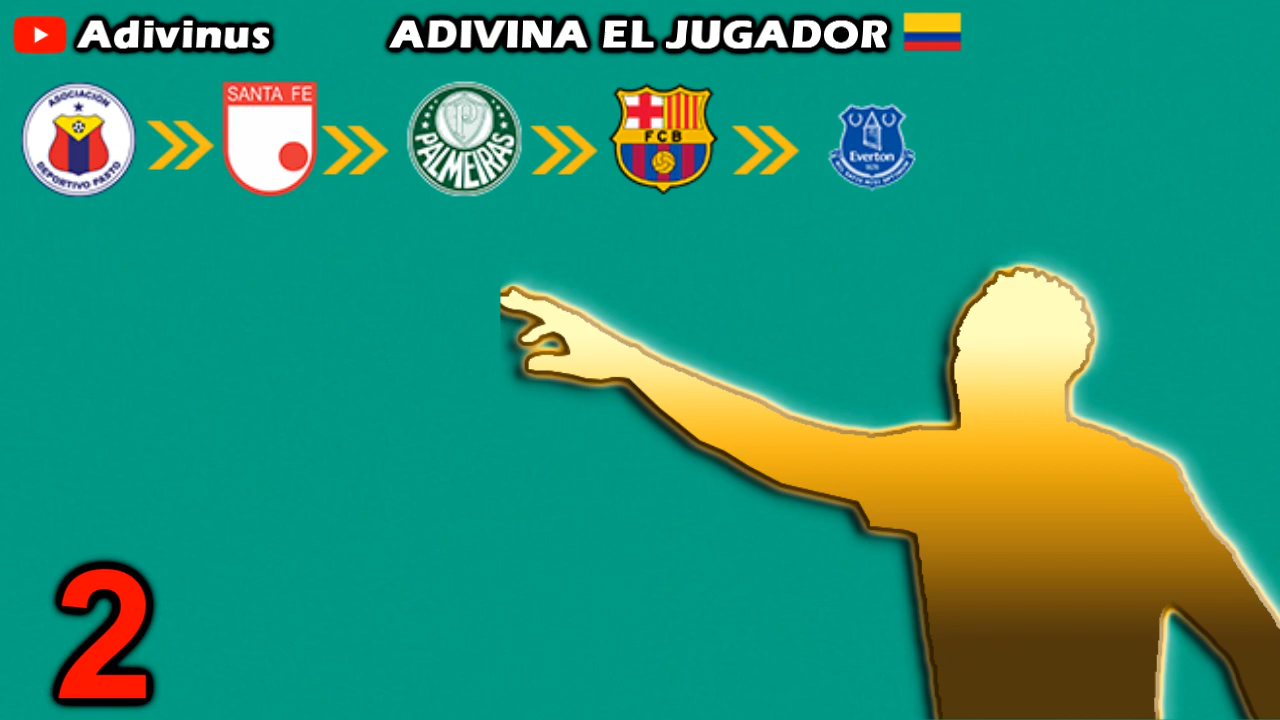 Adivinus
ADIVINA EL JUGADOR
ASOCIACIÓN
DEPORTIVO PASTO
SANTA FE
P
PALMEIRAS
FCB
Everton
2